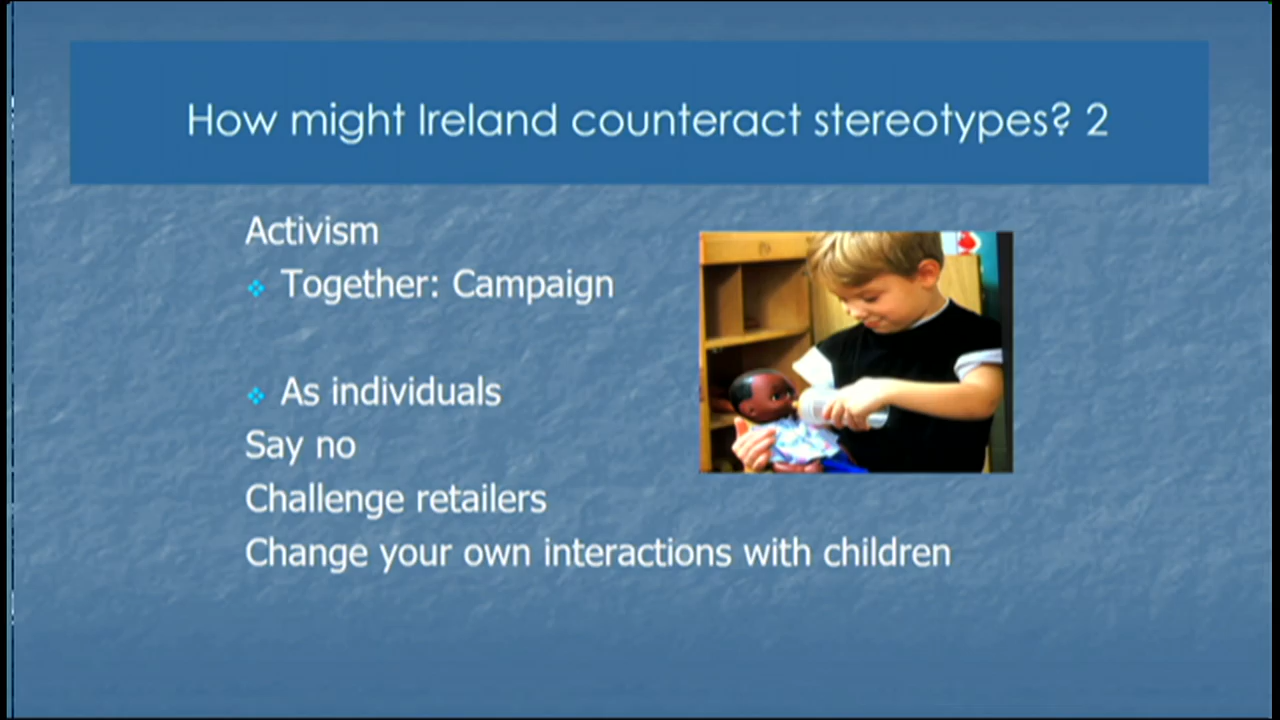 How might Ireland counteract stereotypes? 2
Activism
Together: Campaign
As individuals
Say no
Challenge retailers
Change your own interactions with children